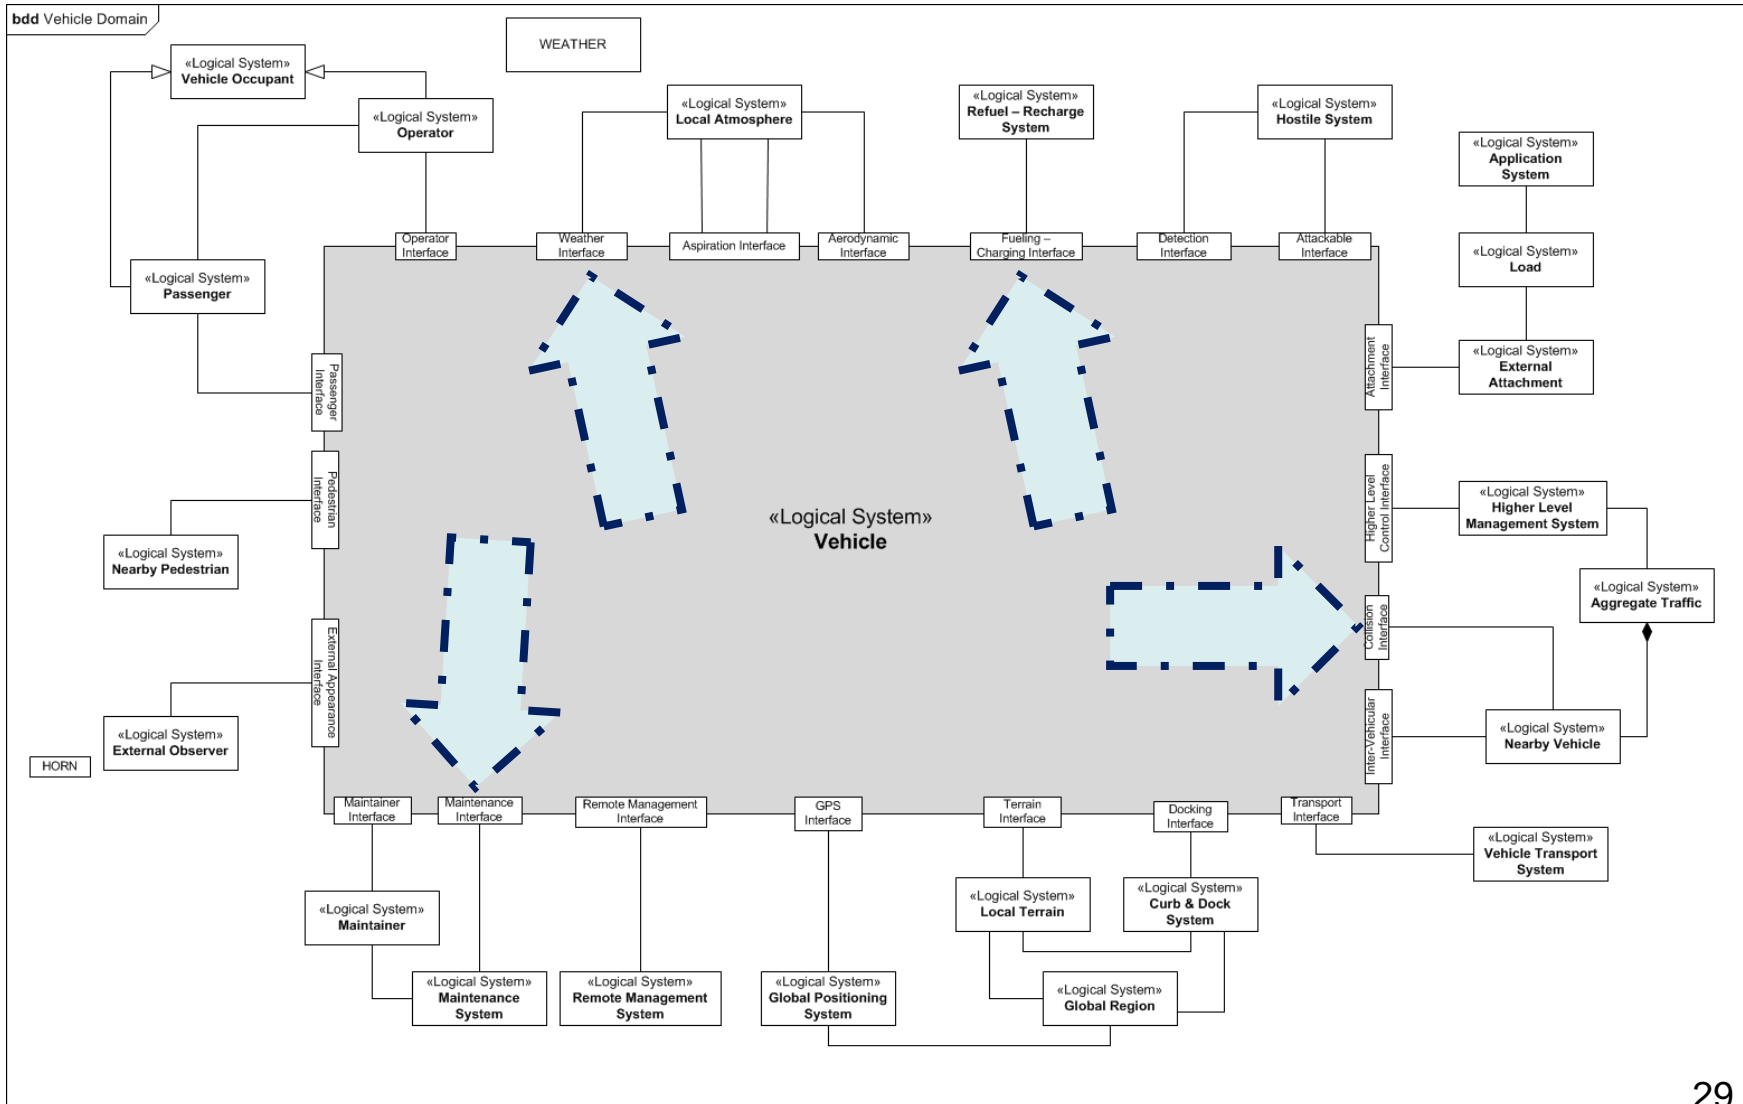 bdd Vehicle Domain
WEATHER
«Logical System»
Vehicle Occupant
«Logical System»
Operator
«Logical System»
Local Atmosphere
«Logical System»
Refuel – Recharge
System
«Logical System»
Hostile System
«Logical System»
Application
System
Operator
Interface
Weather
Interface
Aspiration Interface
Aerodynamic
Interface
Fueling –
Charging Interface
Detection
Interface
Attackable
Interface
«Logical System»
Load
«Logical System»
Passenger
Passenger
Interface
Attachment
Interface
«Logical System»
External
Attachment
Pedestrian
Interface
«Logical System»
Nearby Pedestrian
«Logical System»
Vehicle
Higher Level
Control Interface
«Logical System»
Higher Level
Management System
«Logical System»
Aggregate Traffic
Collision
Interface
External Appearance
Interface
«Logical System»
External Observer
HORN
Inter-Vehicular
Interface
«Logical System»
Nearby Vehicle
Maintainer
Interface
Maintenance
Interface
Remote Management
Interface
GPS
Interface
Terrain
Interface
Docking
Interface
Transport
Interface
«Logical System»
Vehicle Transport
System
«Logical System»
Maintainer
«Logical System»
Local Terrain
«Logical System»
Curb & Dock
System
«Logical System»
Maintenance
System
«Logical System»
Remote Management
System
«Logical System»
Global Positioning
System
«Logical System»
Global Region
29